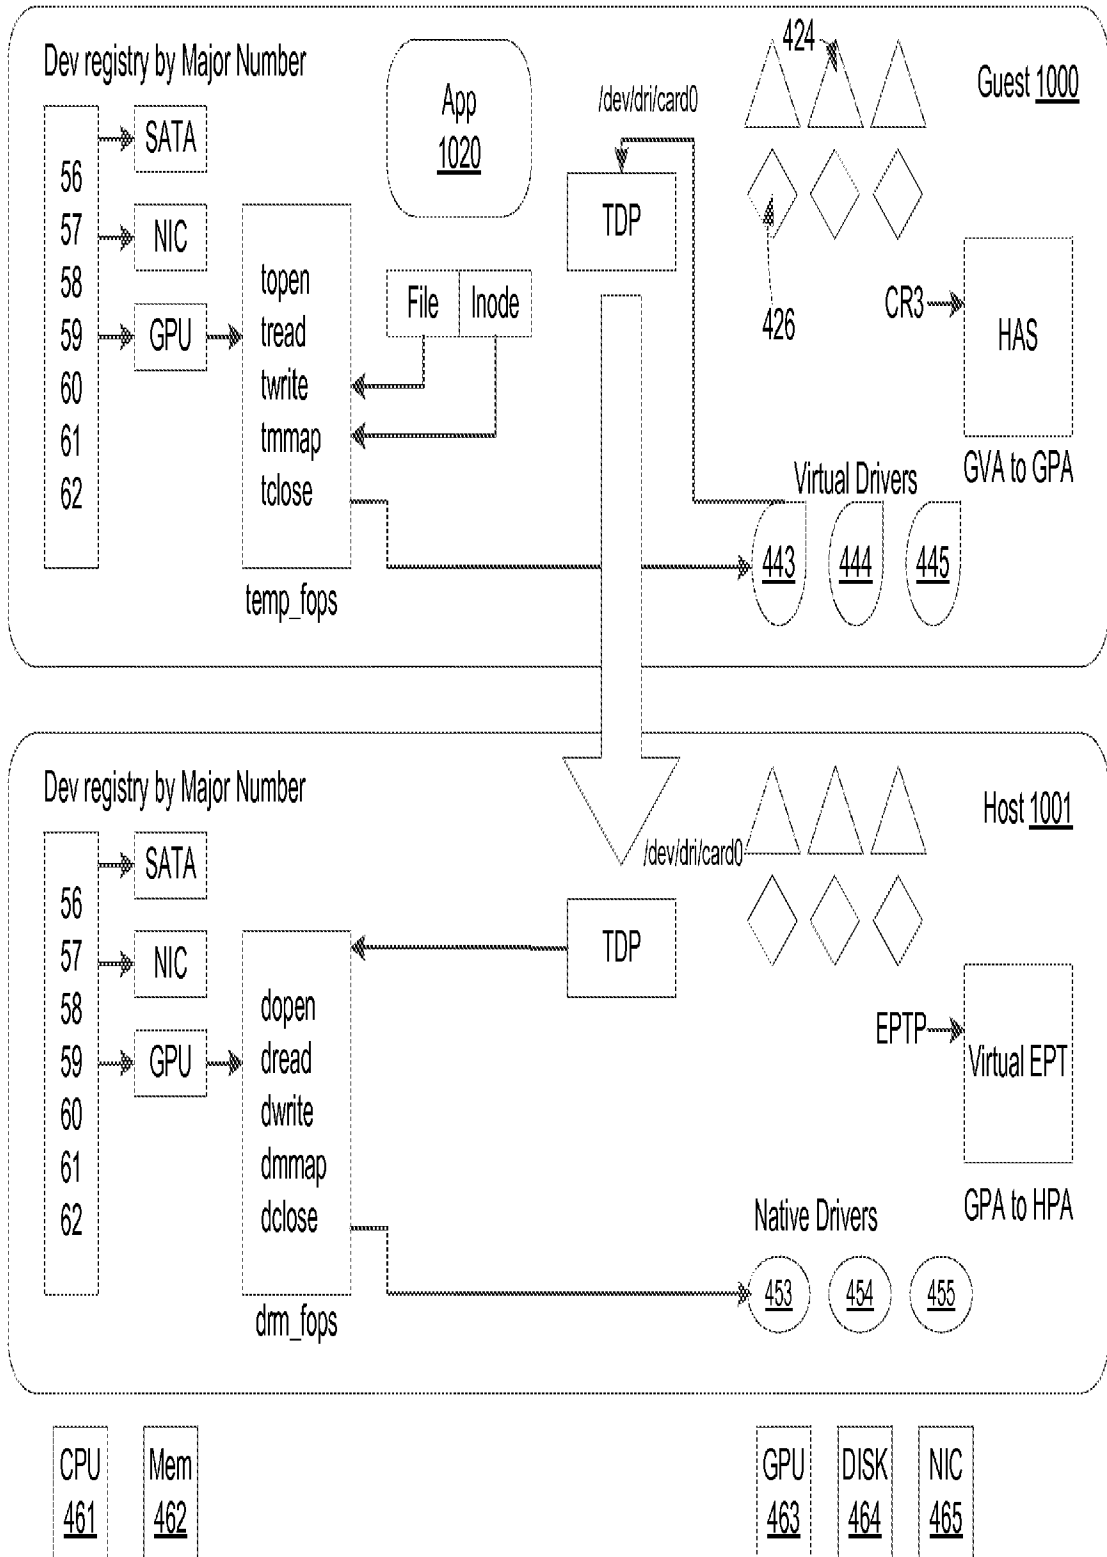 Dev registry by Major Number
424
Guest 1000
App
1020
/dev/dri/card0
SATA
56
57
NIC
58
59
GPU
60
61
62
topen
tread
twrite
tmmap
tclose
temp_fops
File
Inode
TDP
426
CR3
HAS
GVA to GPA
Virtual Drivers
443
444
445
Dev registry by Major Number
Host 1001
/dev/dri/card0
SATA
56
57
NIC
58
59
GPU
60
61
62
dopen
dread
dwrite
dmmap
dclose
drm_fops
TDP
EPTP
Virtual EPT
GPA to HPA
Native Drivers
453
454
455
CPU
461
Mem
462
GPU
463
DISK
464
NIC
465